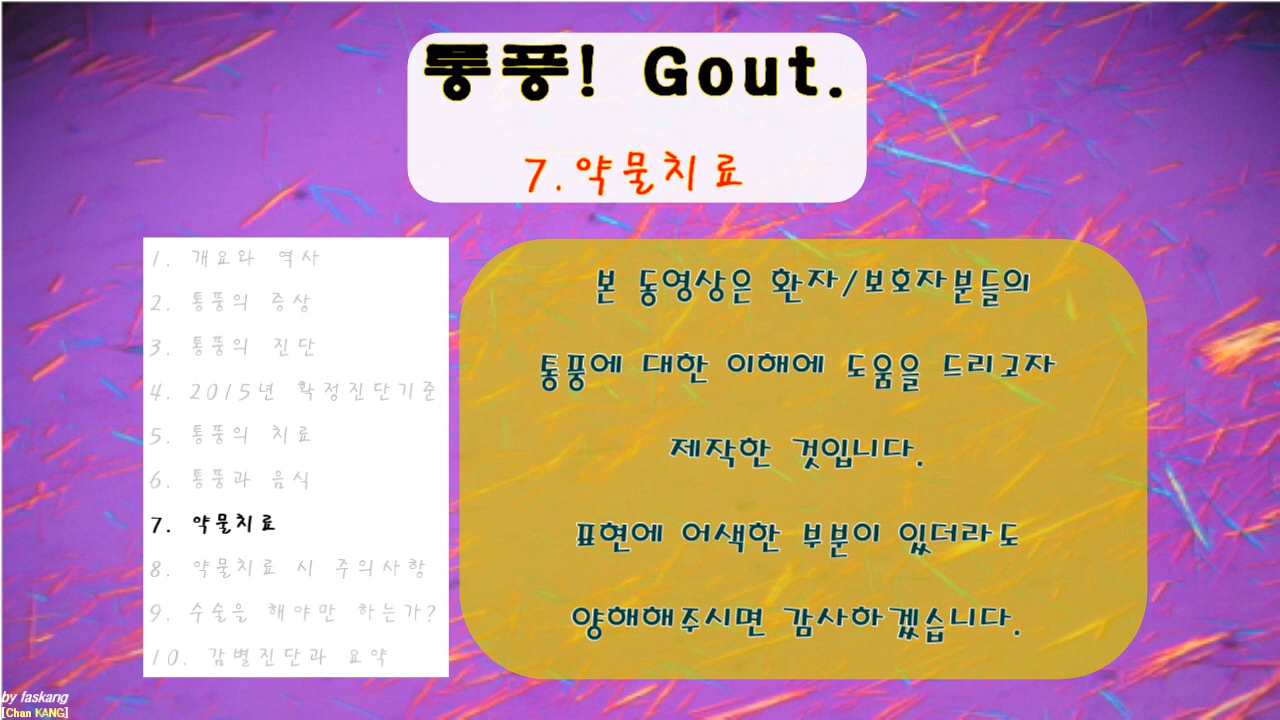 통풍! Gout.
7.약물치료
1. 개요와 역사
2. 통풍의 증상
3. 통풍의 진단
4. 2015년 확정진단기준
5. 통풍의 치료
6. 통풍과 음식
7. 약물치료
8. 약물치료 시 주의사항
9. 수술을 해야만 하는가?
10. 감별진단과 요약
본 동영상은 환자/보호자분들의
통풍에 대한 이해에 도움을 드리고자
제작한 것입니다.
표현에 어색한 부분이 있더라도
양해해주시면 감사하겠습니다.
by faskang
[Chan KANG]